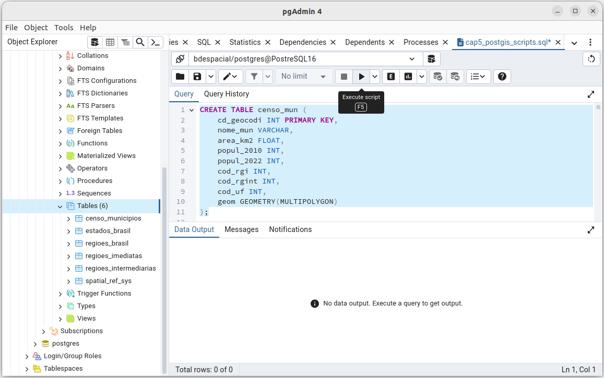 pgAdmin 4
File Object Tools Help
Object Explorer
ies SQL Statistics Dependencies Dependents Processes cap5_postgis_scripts.sql*
bdespacial/postgres@PostreSQL16
No limit
Query Query History
Execute script
F5
1 CREATE TABLE censo_mun (
2 cd_geocodi INT PRIMARY KEY,
3 nome_mun VARCHAR,
4 area_km2 FLOAT,
5 popul_2010 INT,
6 popul_2022 INT,
7 cd_rgi INT,
8 cd_rgint INT,
9 cd_uf INT,
10 geom GEOMETRY(MULTIPOLYGON)
11 );
Collations
Domains
FTS Configurations
FTS Dictionaries
FTS Parsers
FTS Templates
Foreign Tables
Functions
Materialized Views
Operators
Procedures
1..3 Sequences
Tables (6)
censo_municipios
estados_brasil
regioes_brasil
regioes_imediatas
regioes_intermediarias
spatial_ref_sys
Trigger Functions
Types
Views
Subscriptions
postgres
Login/Group Roles
Tablespaces
Data Output Messages Notifications
No data output. Execute a query to get output.
Total rows: 0 of 0
Ln 1, Col 1